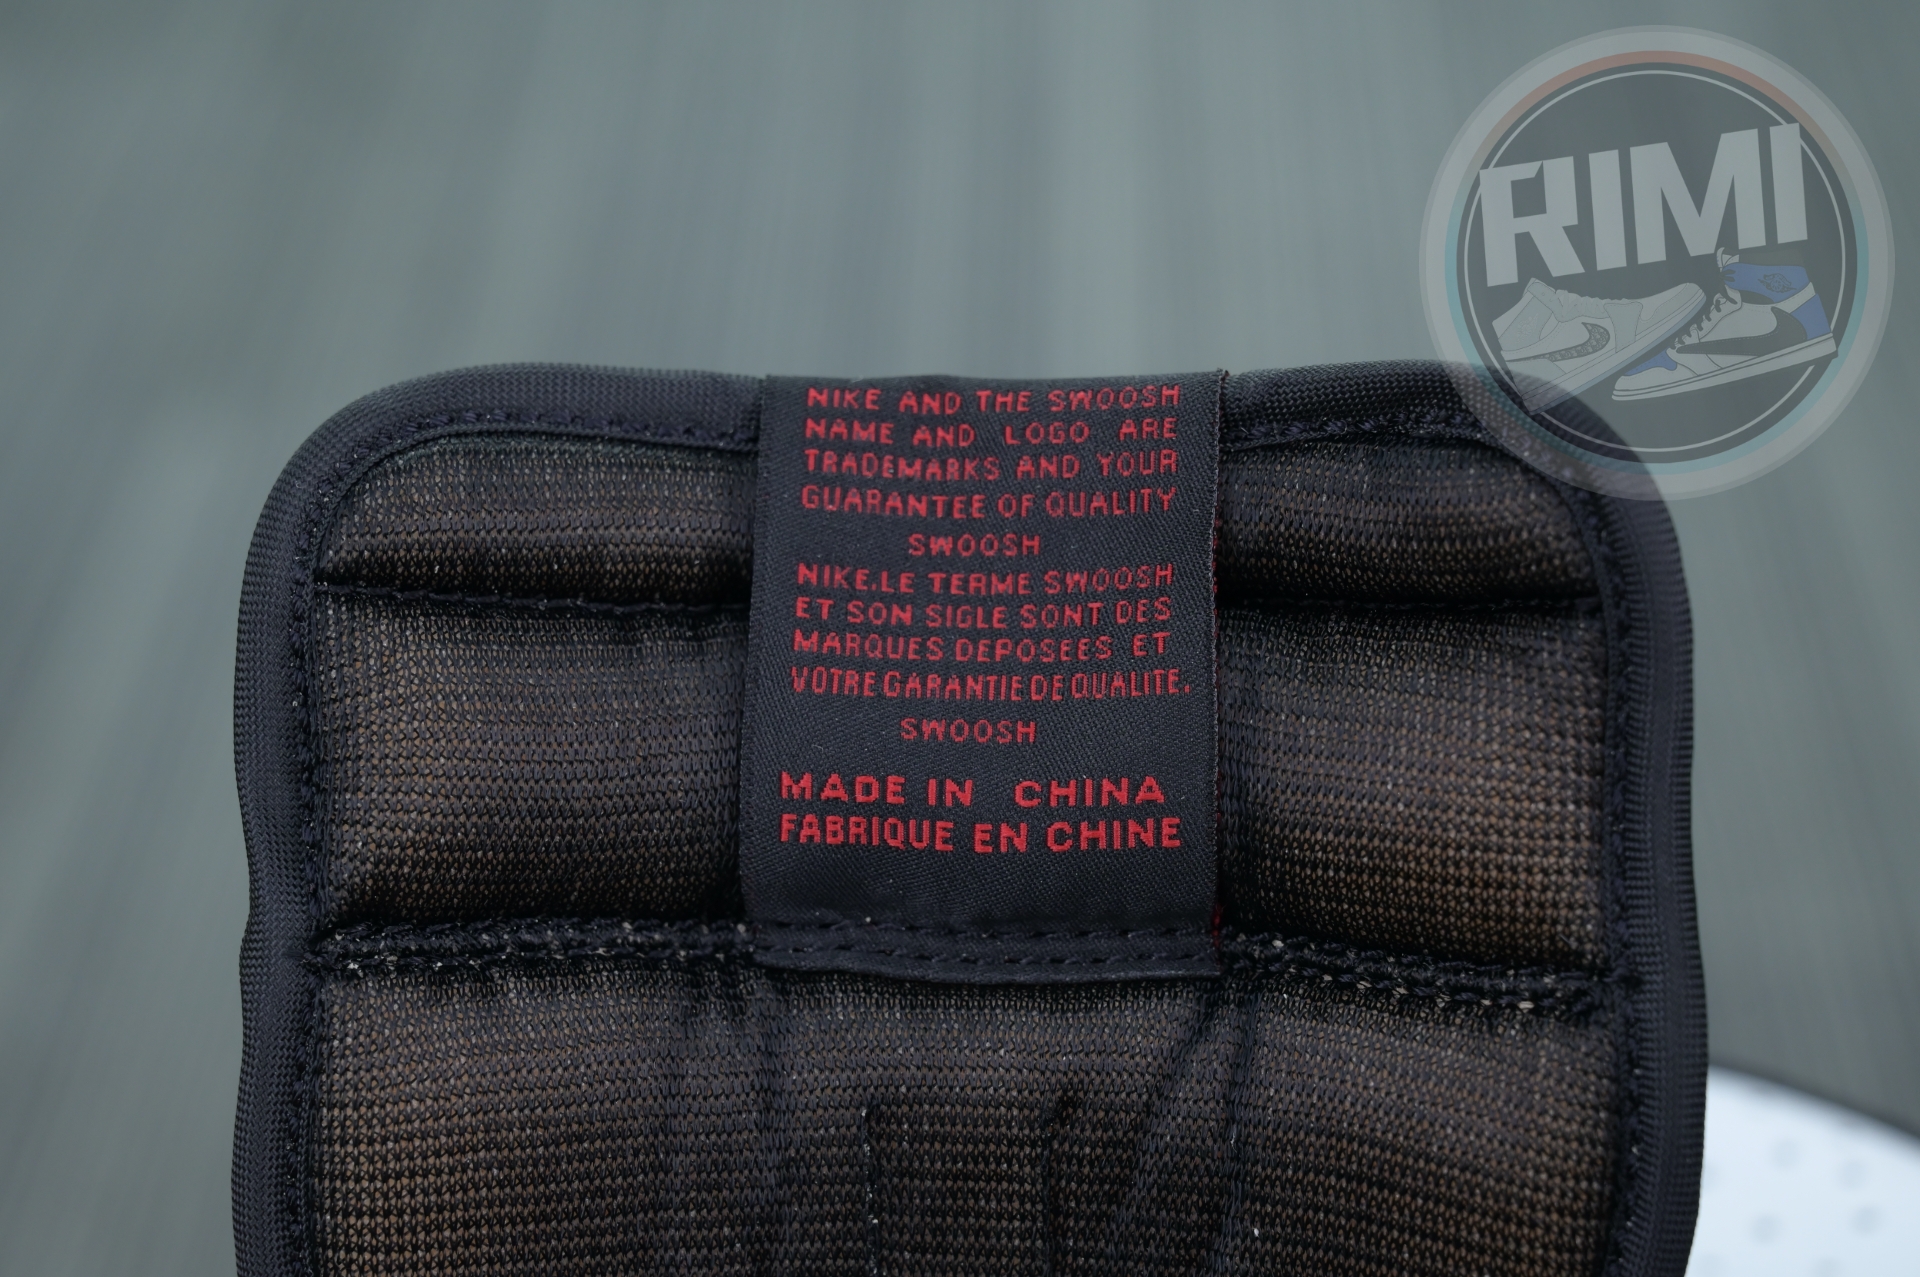 RIMI
NIKE AND THE SWOOSH
NAME AND LOGO ARE
TRADEMARKS AND YOUR
GUARANTEE OF QUALITY
SWOOSH
NIKE.LE TERME SWOOSH
ET SON SIGLE SONT DES
MARQUES DEPOSEES ET
VOTRE GARANTIE DE QUALITE.
SWOOSH
MADE IN CHINA
FABRIQUE EN CHINE